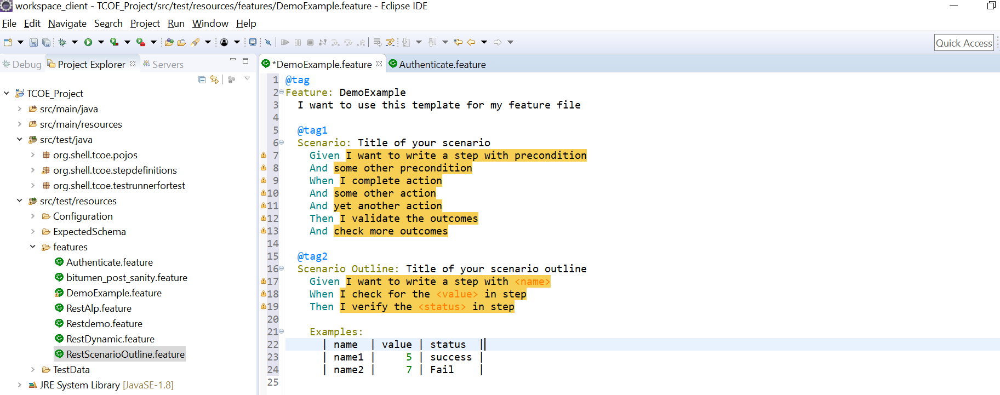 workspace_client - TCOE_Project/src/test/resources/features/DemoExample.feature - Eclipse IDE
File Edit Navigate Search Project Run Window Help
Quick Access
Debug Project Explorer Servers
TCOE_Project
src/main/java
src/main/resources
src/test/java
org.shell.tcoe.pojos
org.shell.tcoe.stepdefinitions
org.shell.tcoe.testrunnerfortest
src/test/resources
Configuration
ExpectedSchema
features
Authenticate.feature
bitumen_post_sanity.feature
DemoExample.feature
RestAlp.feature
Restdemo.feature
RestDynamic.feature
RestScenarioOutline.feature
TestData
JRE System Library [JavaSE-1.8]
*DemoExample.feature Authenticate.feature
1 @tag
2 Feature: DemoExample
3 I want to use this template for my feature file
4
5 @tag1
6 Scenario: Title of your scenario
7 Given I want to write a step with precondition
8 And some other precondition
9 When I complete action
10 And some other action
11 And yet another action
12 Then I validate the outcomes
13 And check more outcomes
14
15 @tag2
16 Scenario Outline: Title of your scenario outline
17 Given I want to write a step with <name>
18 When I check for the <value> in step
19 Then I verify the <status> in step
20
21 Examples:
22 | name | value | status |
23 | name1 | 5 | success |
24 | name2 | 7 | Fail |
25